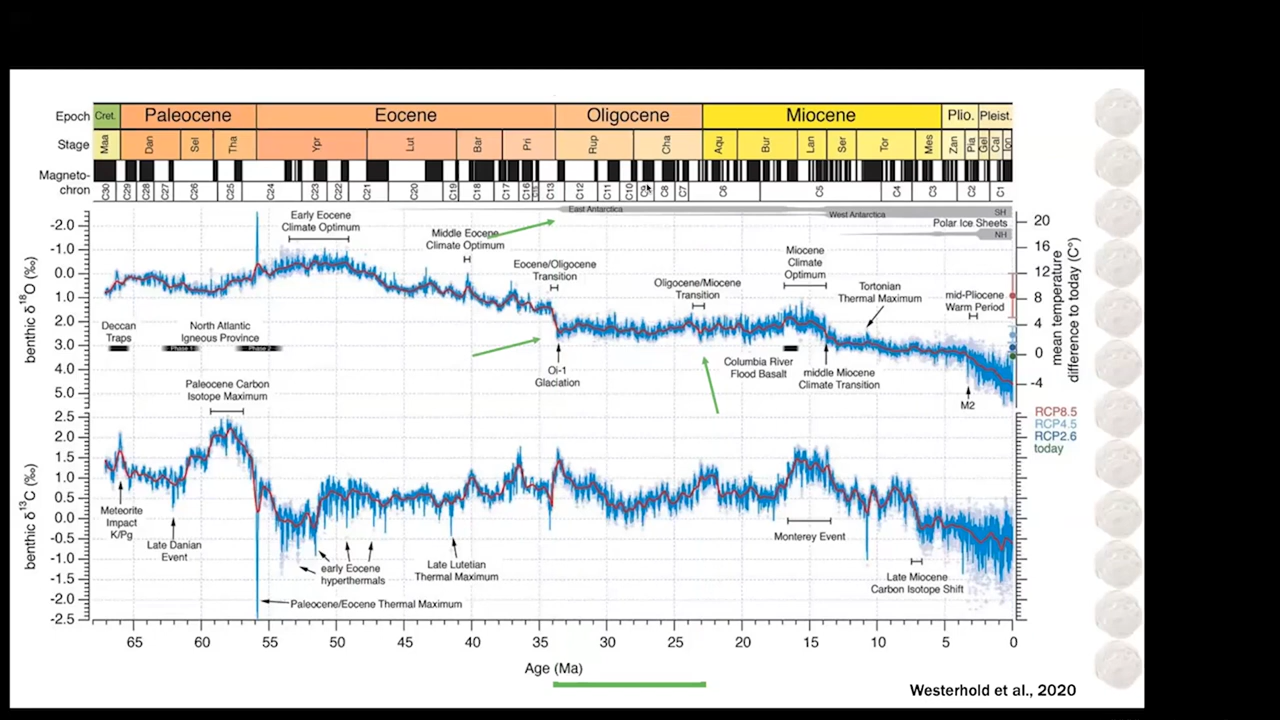 Epoch Cret. Paleocene Eocene Oligocene Miocene Plio. Pleist.
Stage Maa Dan Sel Tha Ypr Lut Bar Pri Rup Cha Aqu Bur Lan Ser Tor Mes Zan Pia Gel Cal
Magneto-
chron C30 C29 C28 C27 C26 C25 C24 C23 C22 C21 C20 C19 C18 C17 C16 C13 C12 C11 C10 C9 C8 C7 C6 C5 C4 C3 C2 C1
East Antarctica
West Antarctica
SH
Polar Ice Sheets
NH
benthic δ18O (‰)
-2.0
-1.0
0.0
1.0
2.0
3.0
4.0
5.0
Early Eocene
Climate Optimum
Middle Eocene
Climate Optimum
Eocene/Oligocene
Transition
Oligocene/Miocene
Transition
Miocene
Climate
Optimum
Tortonian
Thermal Maximum
mid-Pliocene
Warm Period
Deccan
Traps
North Atlantic
Igneous Province
Phase 1
Phase 2
Oi-1
Glaciation
Columbia River
Flood Basalt
middle Miocene
Climate Transition
M2
20
16
12
8
4
0
-4
mean temperature
difference to today (C°)
RCP8.5
RCP4.5
RCP2.6
today
benthic δ13C (‰)
2.5
2.0
1.5
1.0
0.5
0.0
-0.5
-1.0
-1.5
-2.0
-2.5
Paleocene Carbon
Isotope Maximum
Meteorite
Impact
K/Pg
Late Danian
Event
early Eocene
hyperthermals
Paleocene/Eocene Thermal Maximum
Late Lutetian
Thermal Maximum
Monterey Event
Late Miocene
Carbon Isotope Shift
65 60 55 50 45 40 35 30 25 20 15 10 5 0
Age (Ma)
Westerhold et al., 2020